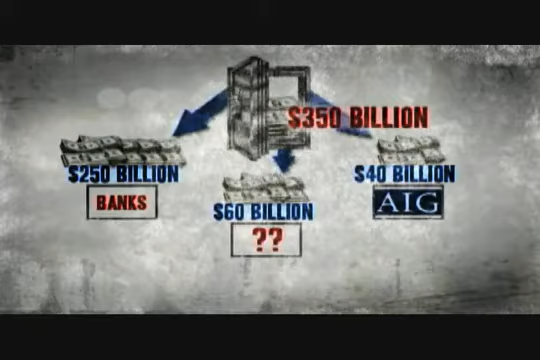 $350 BILLION
$250 BILLION
BANKS
$60 BILLION
??
$40 BILLION
AIG